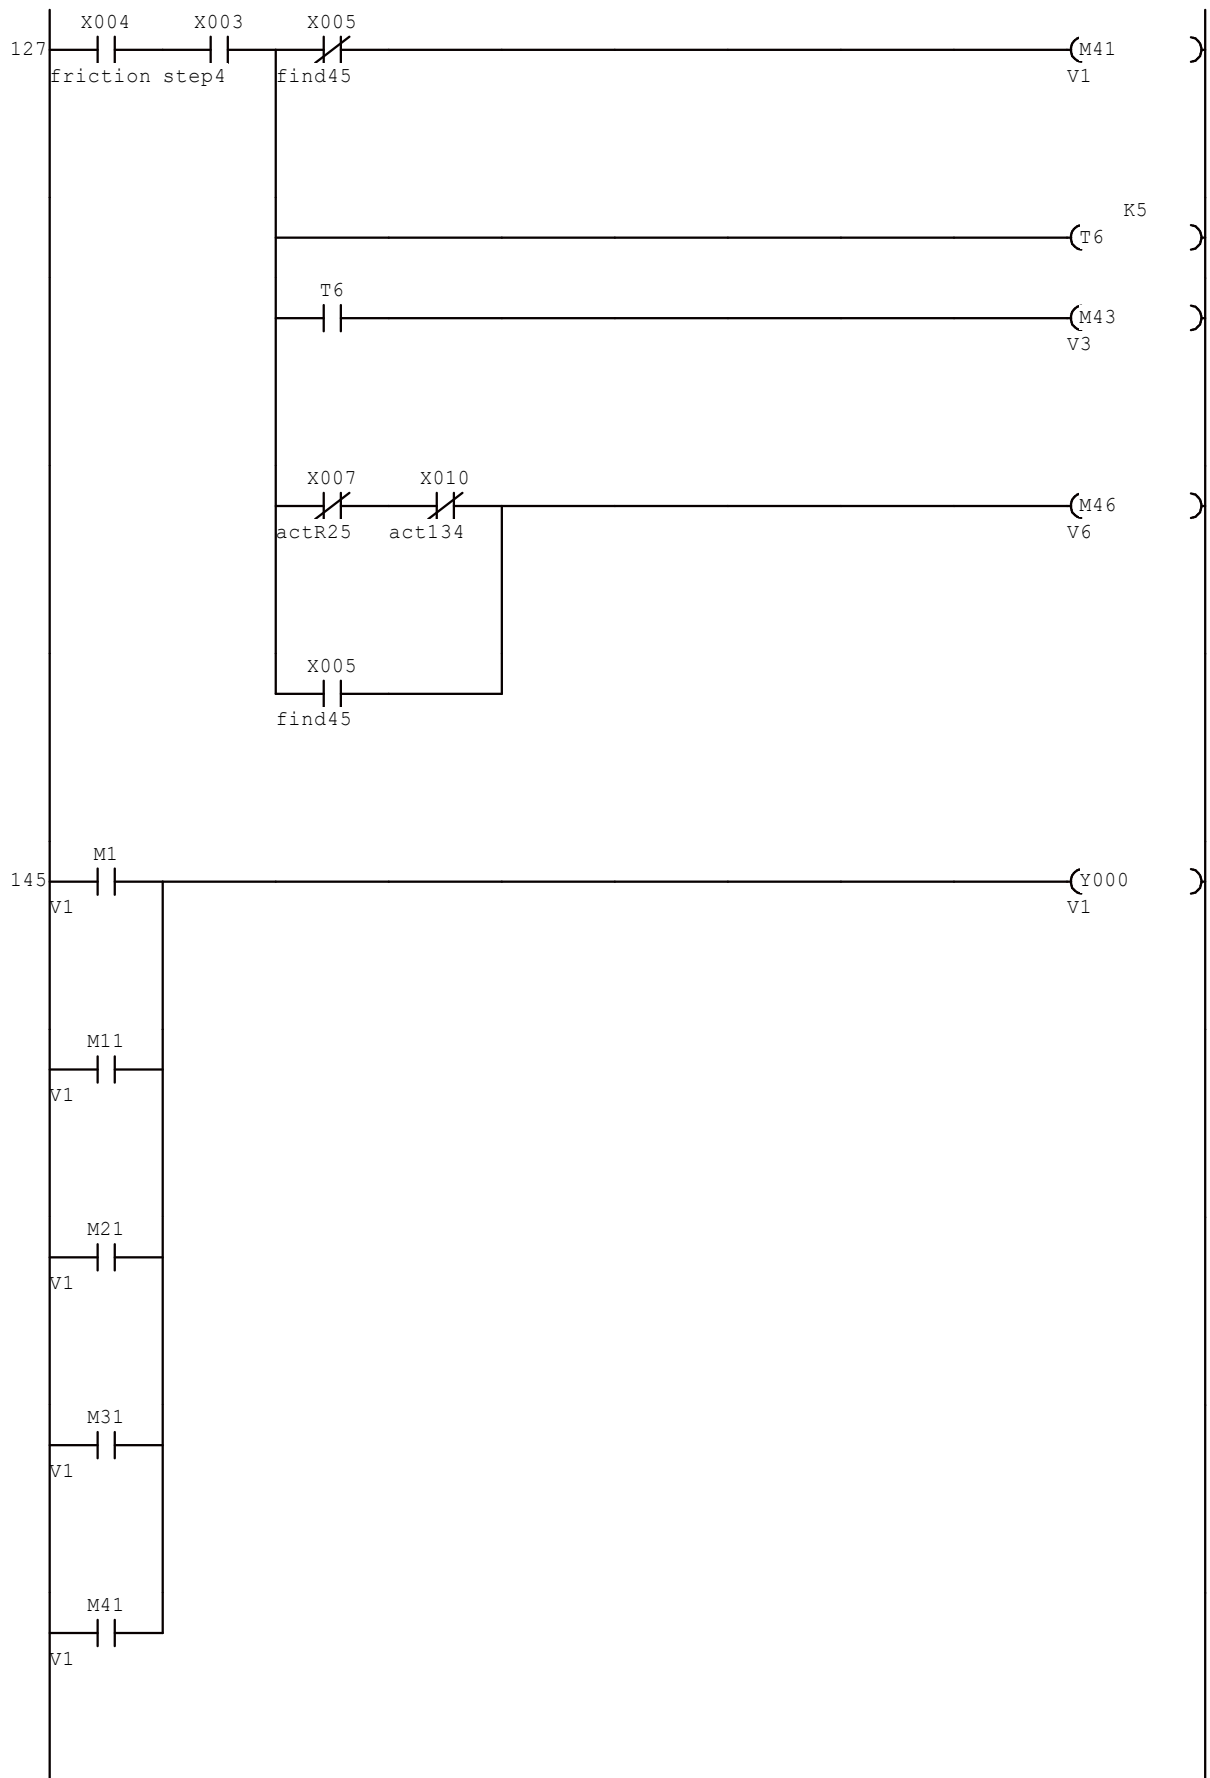 X004 X003 X005
127 M41
friction step4 find45 V1
K5
T6
T6
M43
V3
X007 X010
M46
actR25 act134 V6
X005
find45
M1
145 Y000
V1 V1
M11
V1
M21
V1
M31
V1
M41
V1